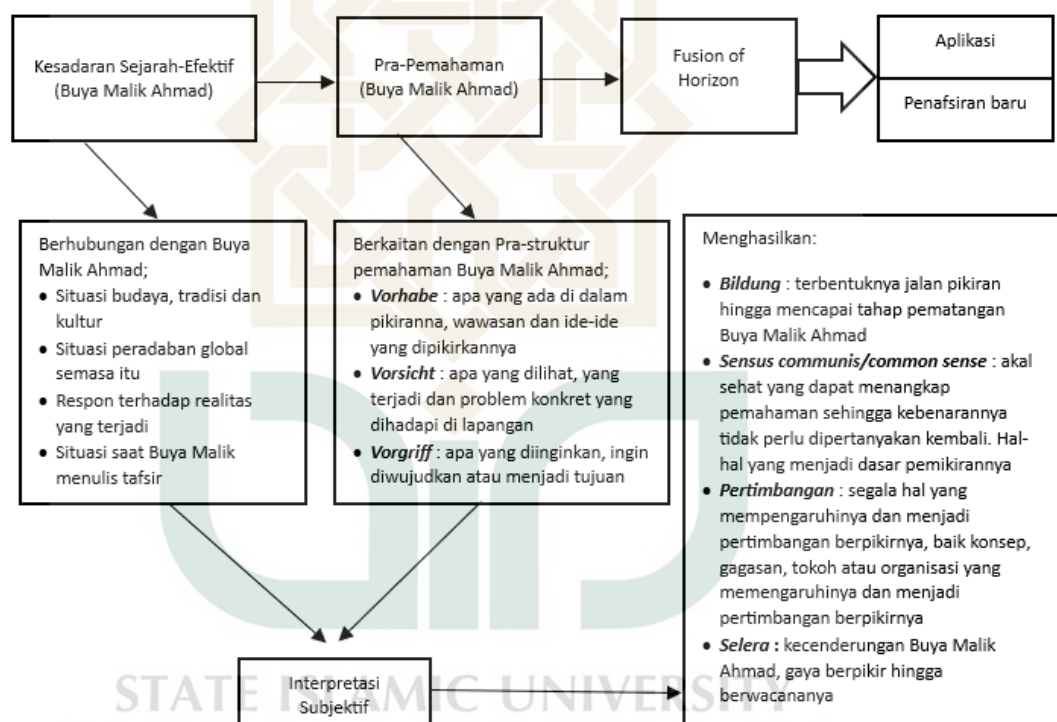 Kesadaran Sejarah-Efektif
(Buya Malik Ahmad)
Pra-Pemahaman
(Buya Malik Ahmad)
Fusion of
Horizon
Aplikasi
Penafsiran baru
Berhubungan dengan Buya
Malik Ahmad;
• Situasi budaya, tradisi dan
kultur
• Situasi peradaban global
semasa itu
• Respon terhadap realitas
yang terjadi
• Situasi saat Buya Malik
menulis tafsir
Berkaitan dengan Pra-struktur
pemahaman Buya Malik Ahmad;
• Vorhabe : apa yang ada di dalam
pikiranna, wawasan dan ide-ide
yang dipikirkannya
• Vorsicht : apa yang dilihat, yang
terjadi dan problem konkret yang
dihadapi di lapangan
• Vorgriff : apa yang diinginkan, ingin
diwujudkan atau menjadi tujuan
Menghasilkan:
• Bildung : terbentuknya jalan pikiran
hingga mencapai tahap pematangan
Buya Malik Ahmad
• Sensus communis/common sense : akal
sehat yang dapat menangkap
pemahaman sehingga kebenarannya
tidak perlu dipertanyakan kembali. Hal-
hal yang menjadi dasar pemikirannya
• Pertimbangan : segala hal yang
mempengaruhinya dan menjadi
pertimbangan berpikirnya, baik konsep,
gagasan, tokoh atau organisasi yang
memengaruhinya dan menjadi
pertimbangan berpikirnya
• Selera : kecenderungan Buya Malik
Ahmad, gaya berpikir hingga
berwacananya
Interpretasi
Subjektif
STATE ISLAMIC UNIVERSITY